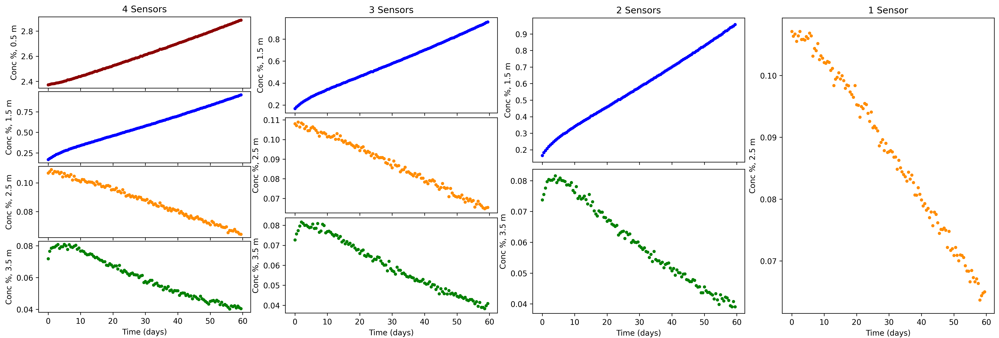 4 Sensors
Conc %, 0.5 m
2.8
2.6
2.4
Conc %, 1.5 m
0.75
0.50
0.25
Conc %, 2.5 m
0.10
0.08
Conc %, 3.5 m
0.08
0.06
0.04
0 10 20 30 40 50 60
Time (days)
3 Sensors
Conc %, 1.5 m
0.8
0.6
0.4
0.2
Conc %, 2.5 m
0.11
0.10
0.09
0.08
0.07
Conc %, 3.5 m
0.08
0.07
0.06
0.05
0.04
0 10 20 30 40 50 60
Time (days)
2 Sensors
Conc %, 1.5 m
0.9
0.8
0.7
0.6
0.5
0.4
0.3
0.2
Conc %, 3.5 m
0.08
0.07
0.06
0.05
0.04
0 10 20 30 40 50 60
Time (days)
1 Sensor
Conc %, 2.5 m
0.10
0.09
0.08
0.07
0 10 20 30 40 50 60
Time (days)